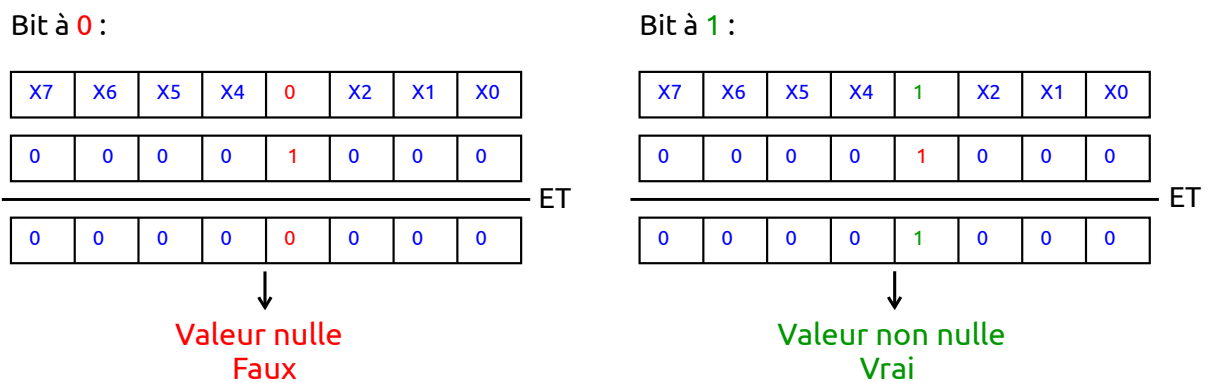 Bit à 0 :
X7 X6 X5 X4 0 X2 X1 X0
0 0 0 0 1 0 0 0
ET
0 0 0 0 0 0 0 0
Valeur nulle
Faux
Bit à 1 :
X7 X6 X5 X4 1 X2 X1 X0
0 0 0 0 1 0 0 0
ET
0 0 0 0 1 0 0 0
Valeur non nulle
Vrai